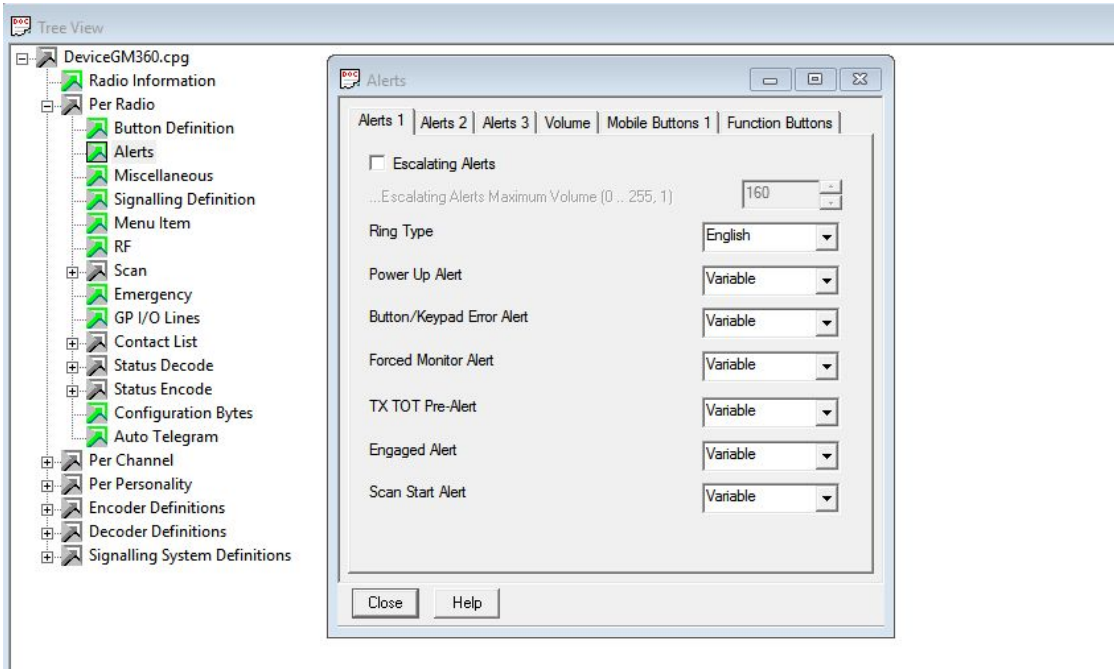 Tree View
DeviceGM360.cpg
Radio Information
Per Radio
Button Definition
Alerts
Miscellaneous
Signalling Definition
Menu Item
RF
Scan
Emergency
GP I/O Lines
Contact List
Status Decode
Status Encode
Configuration Bytes
Auto Telegram
Per Channel
Per Personality
Encoder Definitions
Decoder Definitions
Signalling System Definitions
Alerts
Alerts 1 Alerts 2 Alerts 3 Volume Mobile Buttons 1 Function Buttons
Escalating Alerts
...Escalating Alerts Maximum Volume (0 ... 255, 1) 160
Ring Type English
Power Up Alert Variable
Button/Keypad Error Alert Variable
Forced Monitor Alert Variable
TX TOT Pre-Alert Variable
Engaged Alert Variable
Scan Start Alert Variable
Close Help